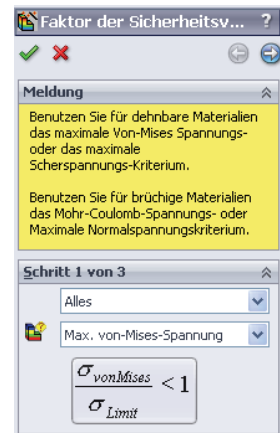 Faktor der Sicherheitsv... ?
Meldung
Benutzen Sie für dehnbare Materialien
das maximale Von-Mises Spannungs-
oder das maximale
Scherspannungs-Kriterium.
Benutzen Sie für brüchige Materialien
das Mohr-Coulomb-Spannungs- oder
Maximale Normalspannungskriterium.
Schritt 1 von 3
Alles
Max. von-Mises-Spannung
σvonMises
σLimit < 1